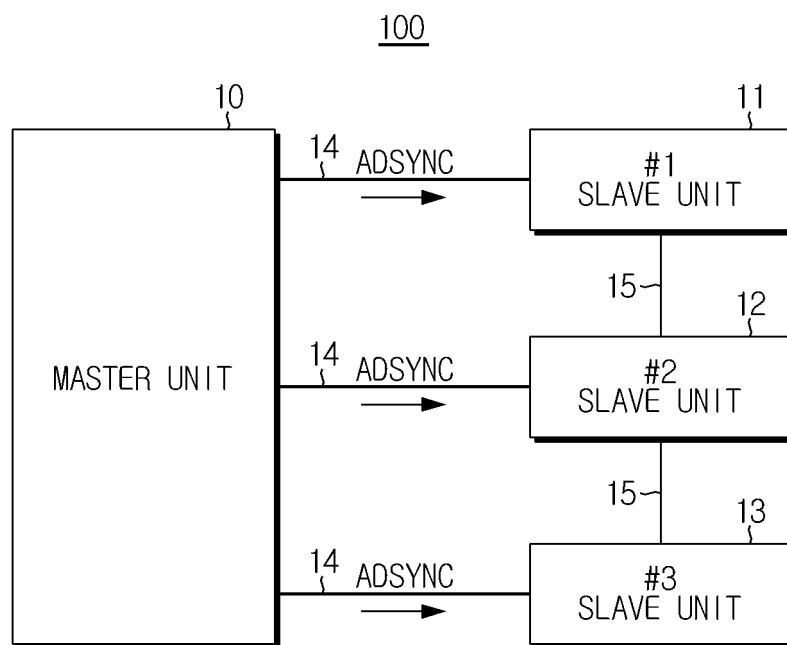 100
10
11
14
ADSYNC
#1
SLAVE UNIT
15
12
MASTER UNIT
14
ADSYNC
#2
SLAVE UNIT
15
13
14
ADSYNC
#3
SLAVE UNIT